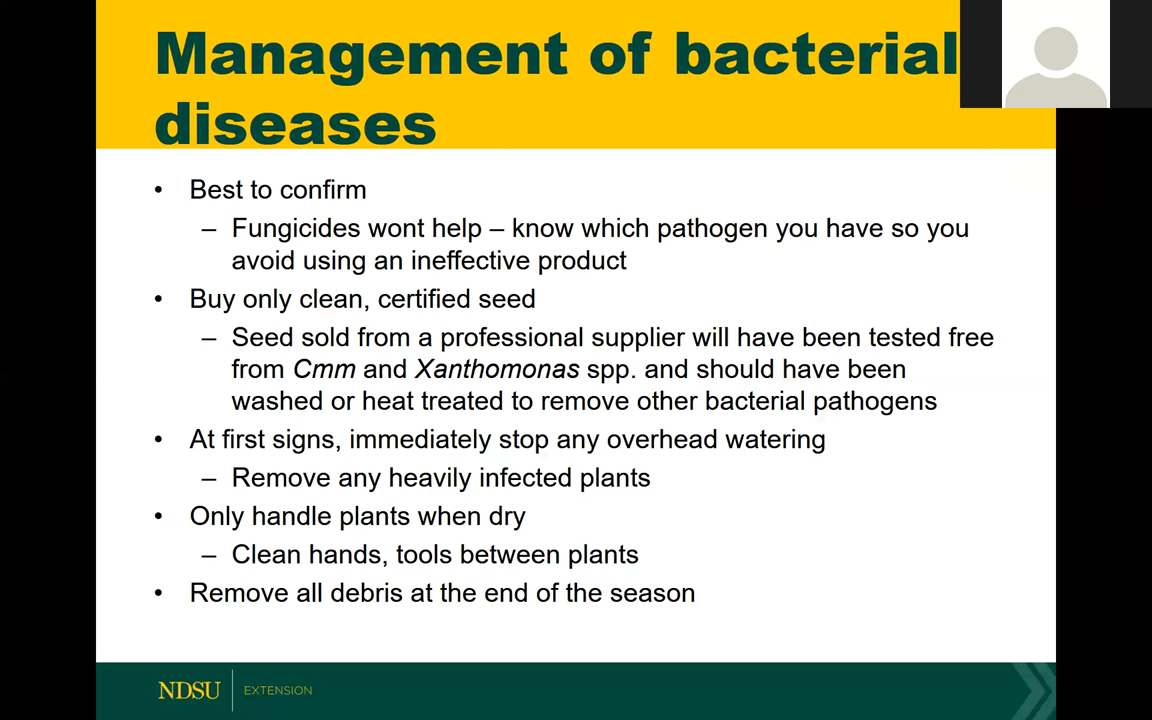 Management of bacterial
diseases
• Best to confirm
– Fungicides wont help – know which pathogen you have so you
avoid using an ineffective product
• Buy only clean, certified seed
– Seed sold from a professional supplier will have been tested free
from Cmm and Xanthomonas spp. and should have been
washed or heat treated to remove other bacterial pathogens
• At first signs, immediately stop any overhead watering
– Remove any heavily infected plants
• Only handle plants when dry
– Clean hands, tools between plants
• Remove all debris at the end of the season
NDSU EXTENSION